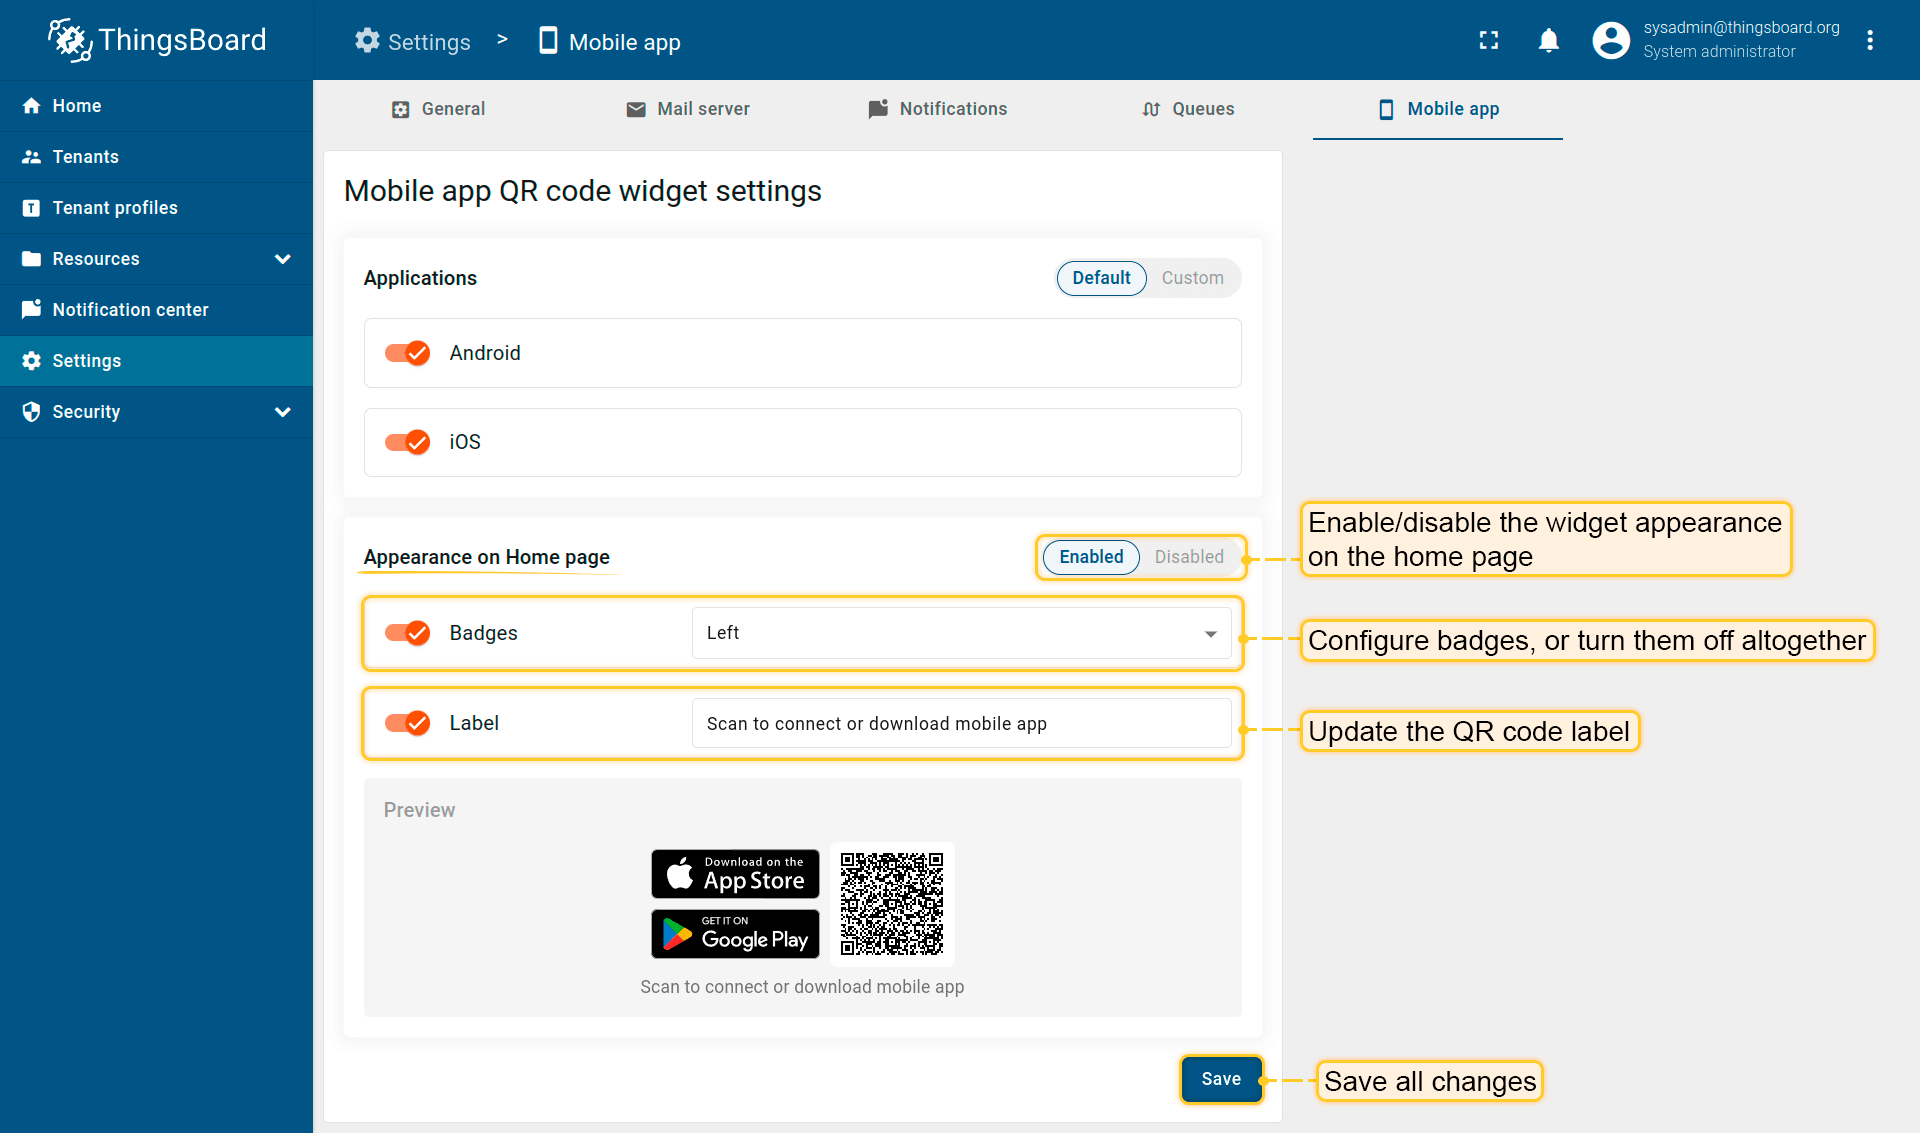 ThingsBoard
Settings > Mobile app
sysadmin@thingsboard.org
System administrator
Home
Tenants
Tenant profiles
Resources
Notification center
Settings
Security
General
Mail server
Notifications
Queues
Mobile app
Mobile app QR code widget settings
Applications
Default
Custom
Android
iOS
Appearance on Home page
Enabled
Disabled
Enable/disable the widget appearance
on the home page
Badges
Left
Configure badges, or turn them off altogether
Label
Scan to connect or download mobile app
Update the QR code label
Preview
Download on the
App Store
GET IT ON
Google Play
Scan to connect or download mobile app
Save
Save all changes